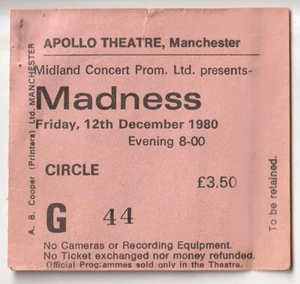 APOLLO THEATRE, Manchester
Midland Concert Prom. Ltd. presents-
Madness
Friday, 12th December 1980
Evening 8-00
CIRCLE
£3.50
G 44
No Cameras or Recording Equipment.
No Ticket exchanged nor money refunded.
Official Programmes sold only in the Theatre.
A. B. Cooper (Printers) Ltd. MANCHESTER
To be retained.